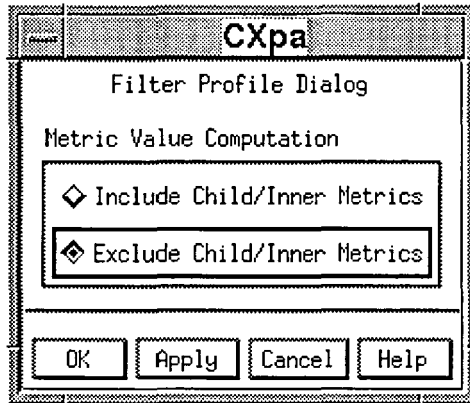 CXpa
Filter Profile Dialog
Metric Value Computation
Include Child/Inner Metrics
Exclude Child/Inner Metrics
OK Apply Cancel Help